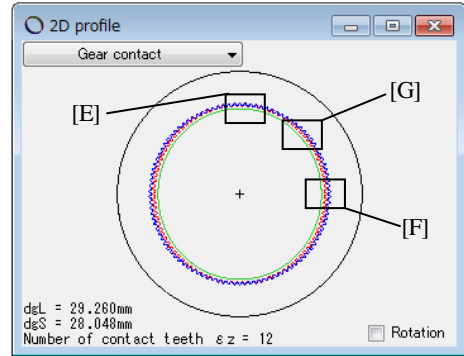 2D profile
Gear contact
[E]
[G]
[F]
dgL = 29.260mm
dgS = 28.048mm
Number of contact teeth εz = 12
Rotation